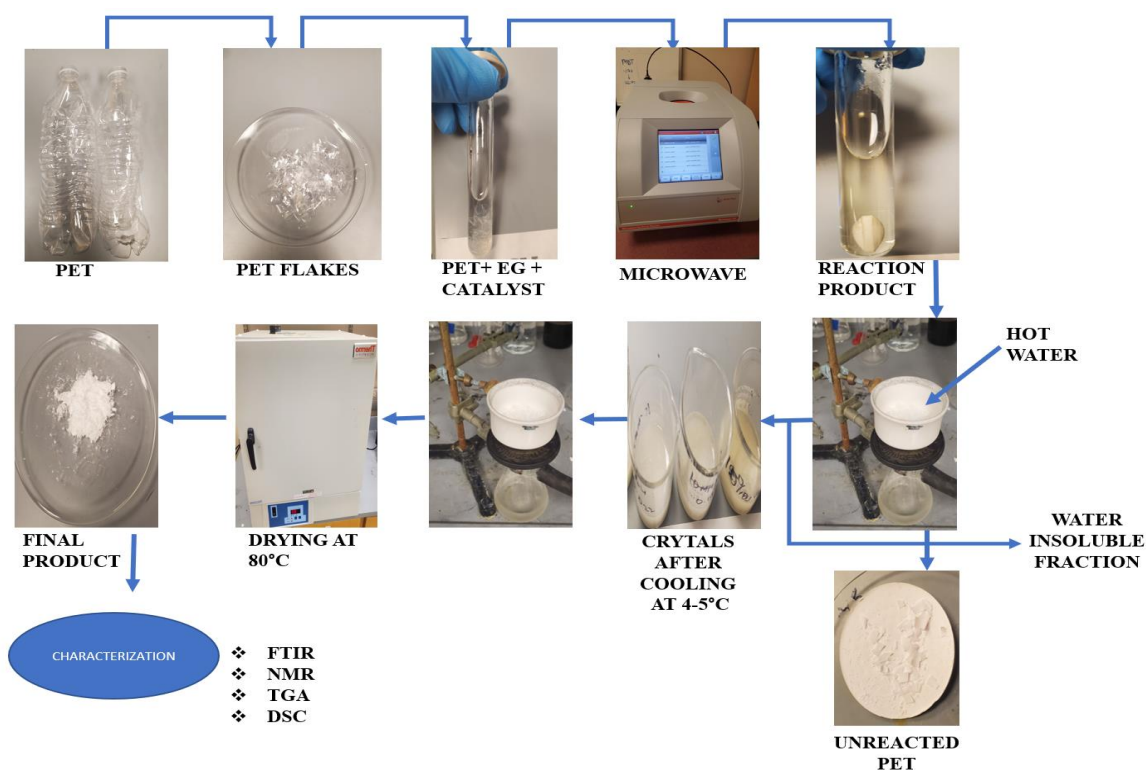 PET
PET FLAKES
PET+ EG +
CATALYST
MICROWAVE
REACTION
PRODUCT
HOT
WATER
WATER
INSOLUBLE
FRACTION
UNREACTED
PET
CRYTALS
AFTER
COOLING
AT 4-5°C
DRYING AT
80°C
FINAL
PRODUCT
CHARACTERIZATION
❖ FTIR
❖ NMR
❖ TGA
❖ DSC